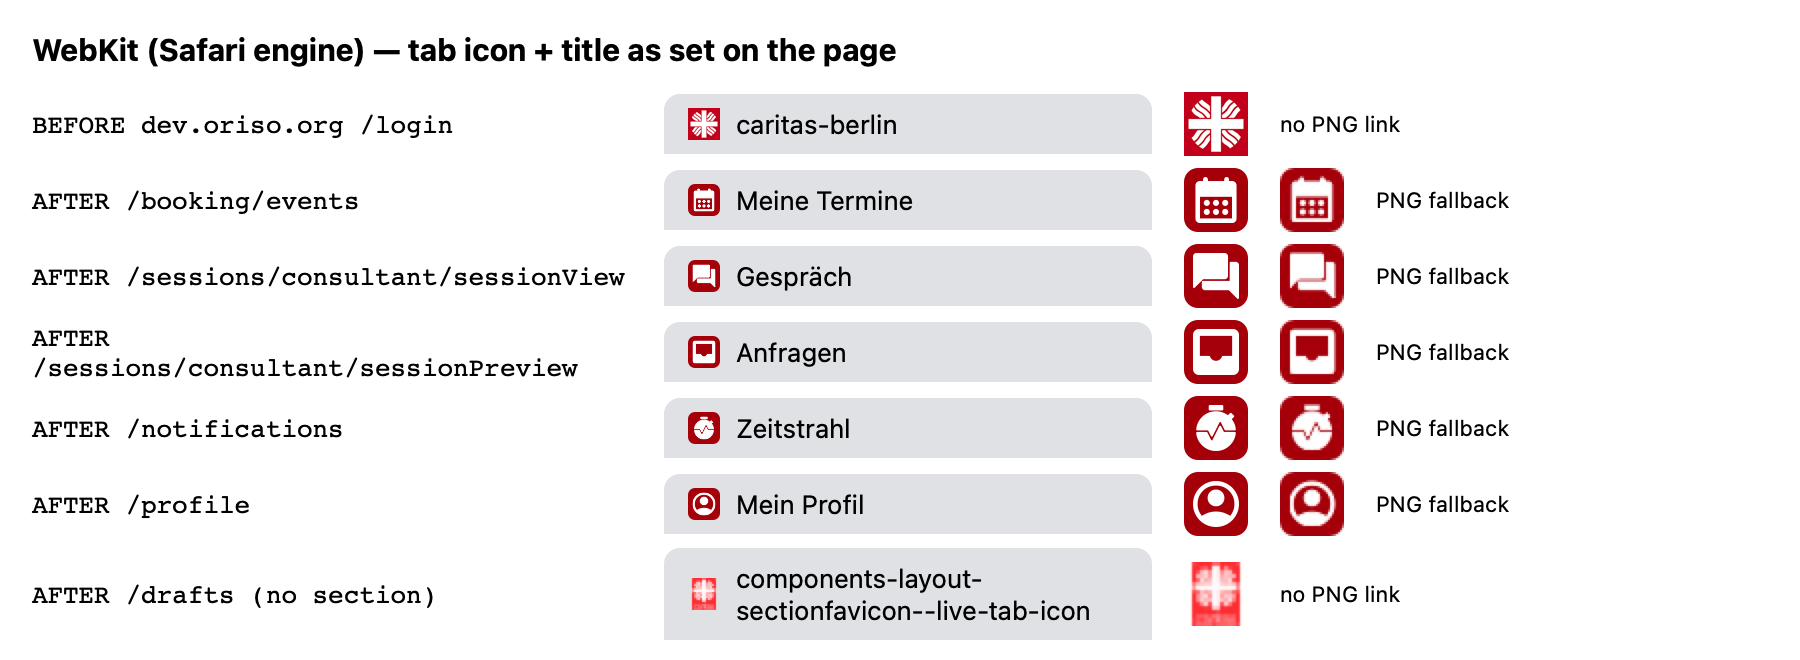 WebKit (Safari engine) — tab icon + title as set on the page
BEFORE dev.oriso.org /login
caritas-berlin
no PNG link
AFTER /booking/events
Meine Termine
PNG fallback
AFTER /sessions/consultant/sessionView
Gespräch
PNG fallback
AFTER
/sessions/consultant/sessionPreview
Anfragen
PNG fallback
AFTER /notifications
Zeitstrahl
PNG fallback
AFTER /profile
Mein Profil
PNG fallback
AFTER /drafts (no section)
components-layout-
sectionfavicon--live-tab-icon
no PNG link